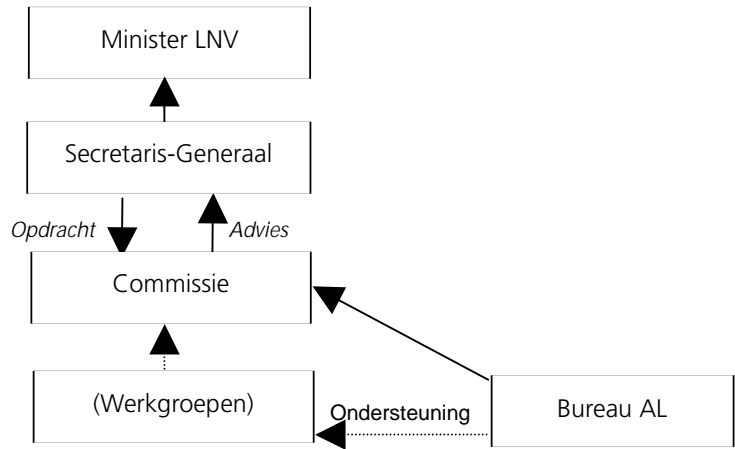 Minister LNV
Secretaris-Generaal
Opdracht
Advies
Commissie
(Werkgroepen)
Ondersteuning
Bureau AL